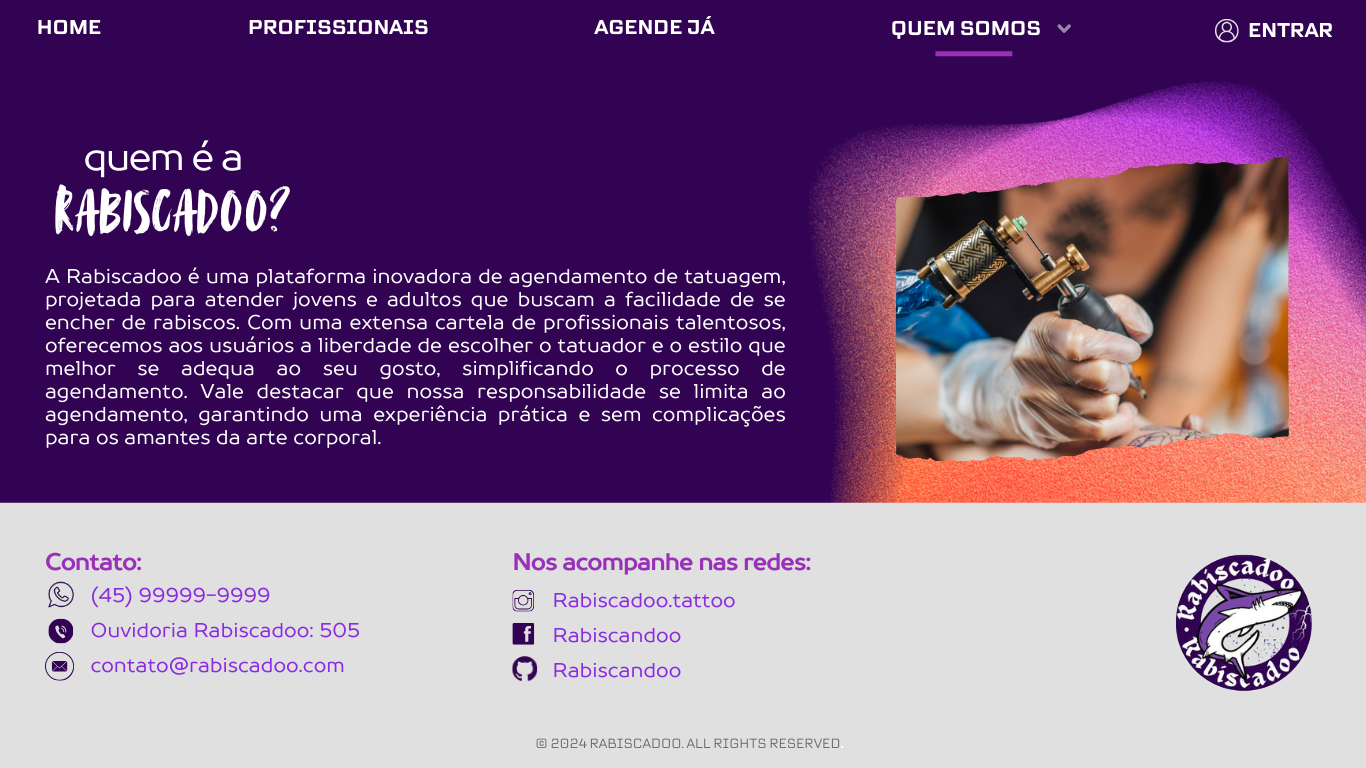 HOME
PROFISSIONAIS
AGENDE JÁ
QUEM SOMOS
ENTRAR
quem é a
RABISCADOO?
A Rabiscadoo é uma plataforma inovadora de agendamento de tatuagem,
projetada para atender jovens e adultos que buscam a facilidade de se
encher de rabiscos. Com uma extensa cartela de profissionais talentosos,
oferecemos aos usuários a liberdade de escolher o tatuador e o estilo que
melhor se adequa ao seu gosto, simplificando o processo de
agendamento. Vale destacar que nossa responsabilidade se limita ao
agendamento, garantindo uma experiência prática e sem complicações
para os amantes da arte corporal.
Contato:
(45) 99999-9999
Ouvidoria Rabiscadoo: 505
contato@rabiscadoo.com
Nos acompanhe nas redes:
Rabiscadoo.tattoo
Rabiscandoo
Rabiscandoo
Rabiscadoo
Rabiscadoo
© 2024 RABISCADOO. ALL RIGHTS RESERVED.